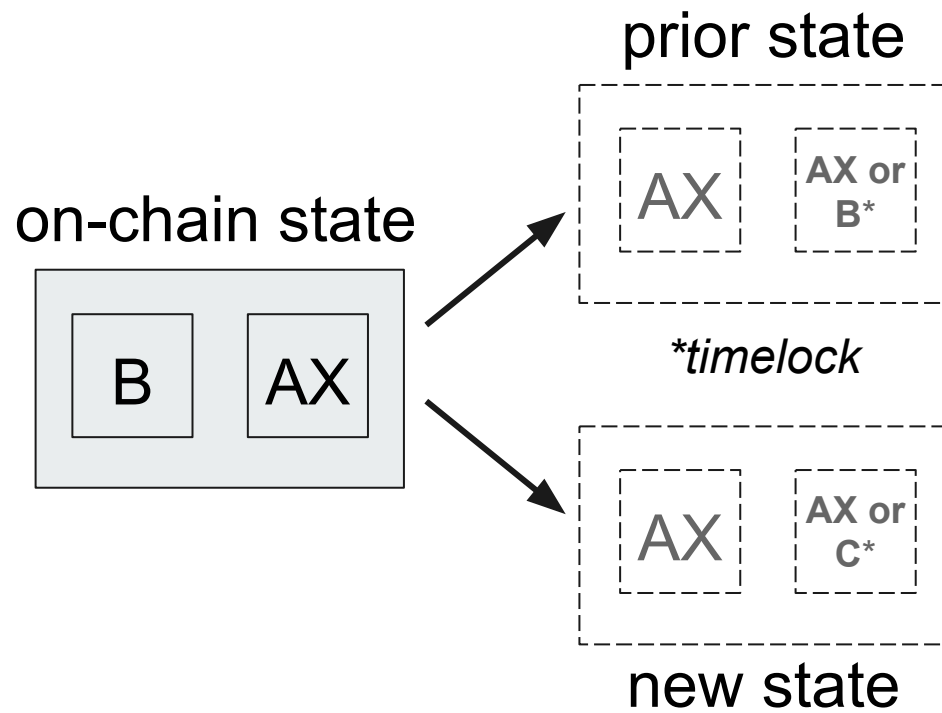 prior state
AX
AX or
B*
on-chain state
B
AX
*timelock
AX
AX or
C*
new state